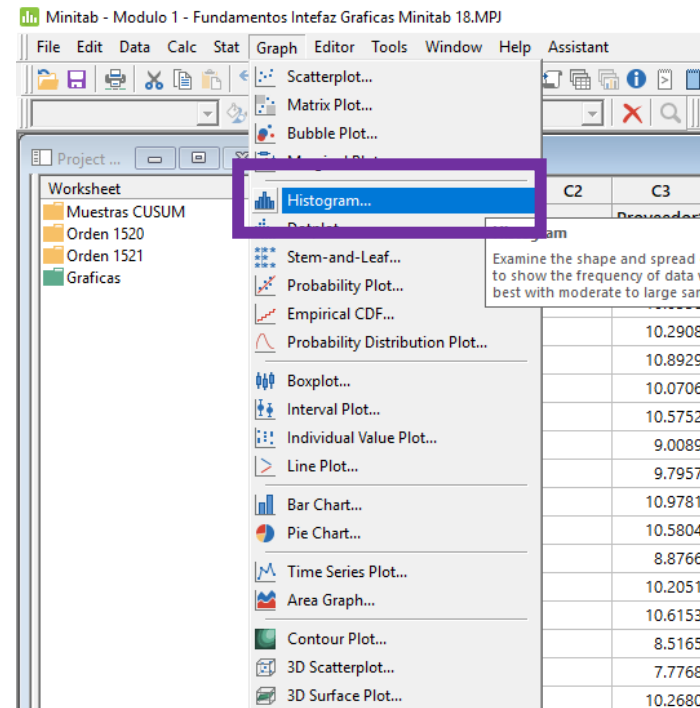 Minitab - Modulo 1 - Fundamentos Intefaz Graficas Minitab 18.MPJ
File Edit Data Calc Stat Graph Editor Tools Window Help Assistant
Scatterplot...
Matrix Plot...
Bubble Plot...
Project ...
Histogram...
Worksheet
Muestras CUSUM
Orden 1520
Orden 1521
Graficas
C2 C3
Examine the shape and spread
to show the frequency of data
best with moderate to large
Stem-and-Leaf...
Probability Plot...
Empirical CDF...
Probability Distribution Plot...
Boxplot...
Interval Plot...
Individual Value Plot...
Line Plot...
Bar Chart...
Pie Chart...
Time Series Plot...
Area Graph...
Contour Plot...
3D Scatterplot...
3D Surface Plot...
10.2908
10.8929
10.0706
10.5752
9.0089
9.7957
10.9781
10.5804
8.8766
10.2051
10.6153
8.5165
7.7768
10.2680